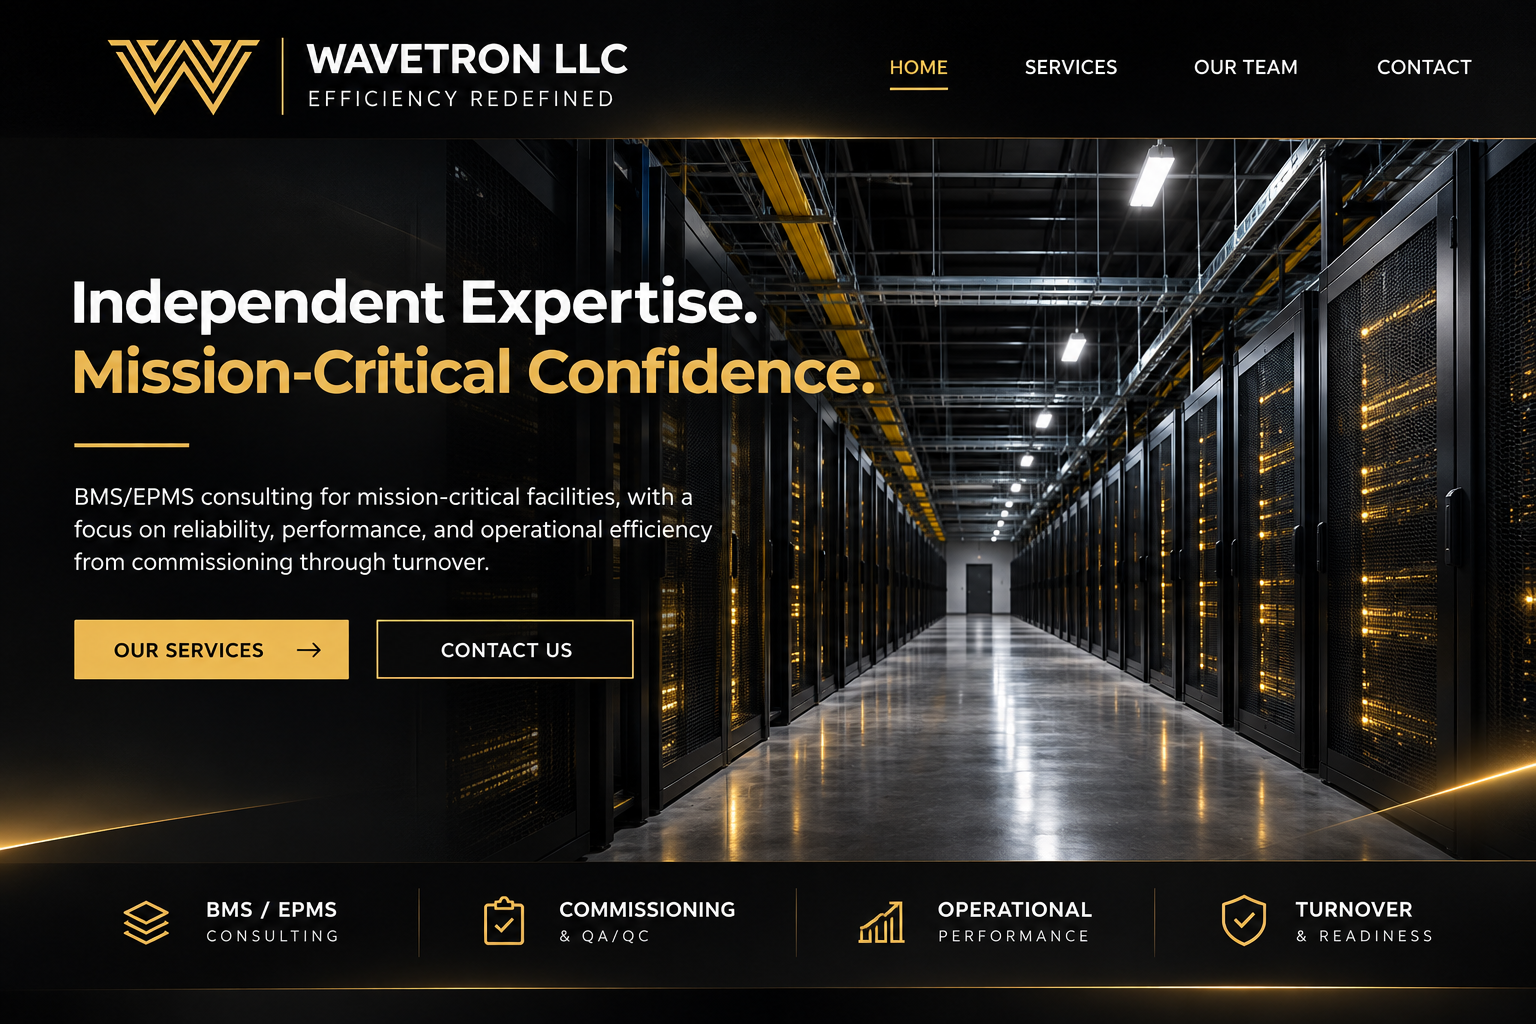 WAVETRON LLC
EFFICIENCY REDEFINED
HOME
SERVICES
OUR TEAM
CONTACT
Independent Expertise.
Mission-Critical Confidence.
BMS/EPMS consulting for mission-critical facilities, with a
focus on reliability, performance, and operational efficiency
from commissioning through turnover.
OUR SERVICES →
CONTACT US
BMS / EPMS
CONSULTING
COMMISSIONING
& QA/QC
OPERATIONAL
PERFORMANCE
TURNOVER
& READINESS